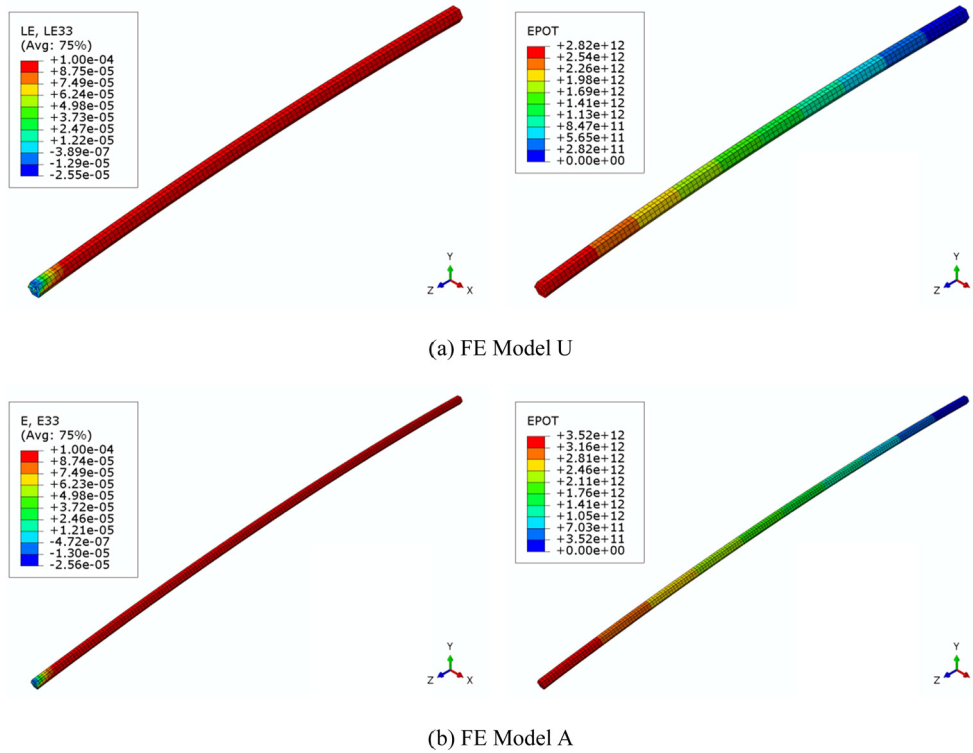 LE, LE33
(Avg: 75%)
+1.00e-04
+8.75e-05
+7.49e-05
+6.24e-05
+4.98e-05
+3.73e-05
+2.47e-05
+1.22e-05
-3.89e-07
-1.29e-05
-2.55e-05
Y
Z X
EPOT
+2.82e+12
+2.54e+12
+2.26e+12
+1.98e+12
+1.69e+12
+1.41e+12
+1.13e+12
+8.47e+11
+5.65e+11
+2.82e+11
+0.00e+00
Y
Z X
(a) FE Model U
E, E33
(Avg: 75%)
+1.00e-04
+8.74e-05
+7.49e-05
+6.23e-05
+4.98e-05
+3.72e-05
+2.46e-05
+1.21e-05
-4.72e-07
-1.30e-05
-2.56e-05
Y
Z X
EPOT
+3.52e+12
+3.16e+12
+2.81e+12
+2.46e+12
+2.11e+12
+1.76e+12
+1.41e+12
+1.05e+12
+7.03e+11
+3.52e+11
+0.00e+00
Y
Z X
(b) FE Model A